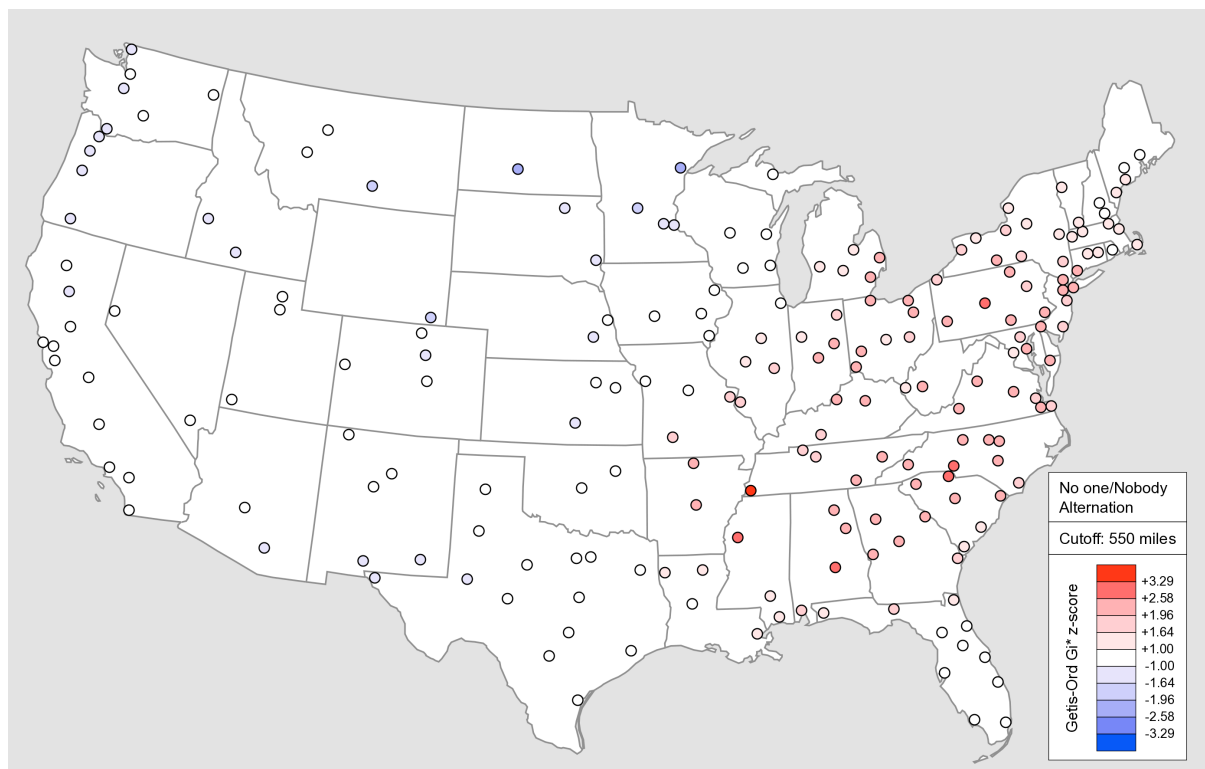 No one/Nobody
Alternation
Cutoff: 550 miles
Getis-Ord Gi* z-score
+3.29
+2.58
+1.96
+1.64
+1.00
-1.00
-1.64
-1.96
-2.58
-3.29